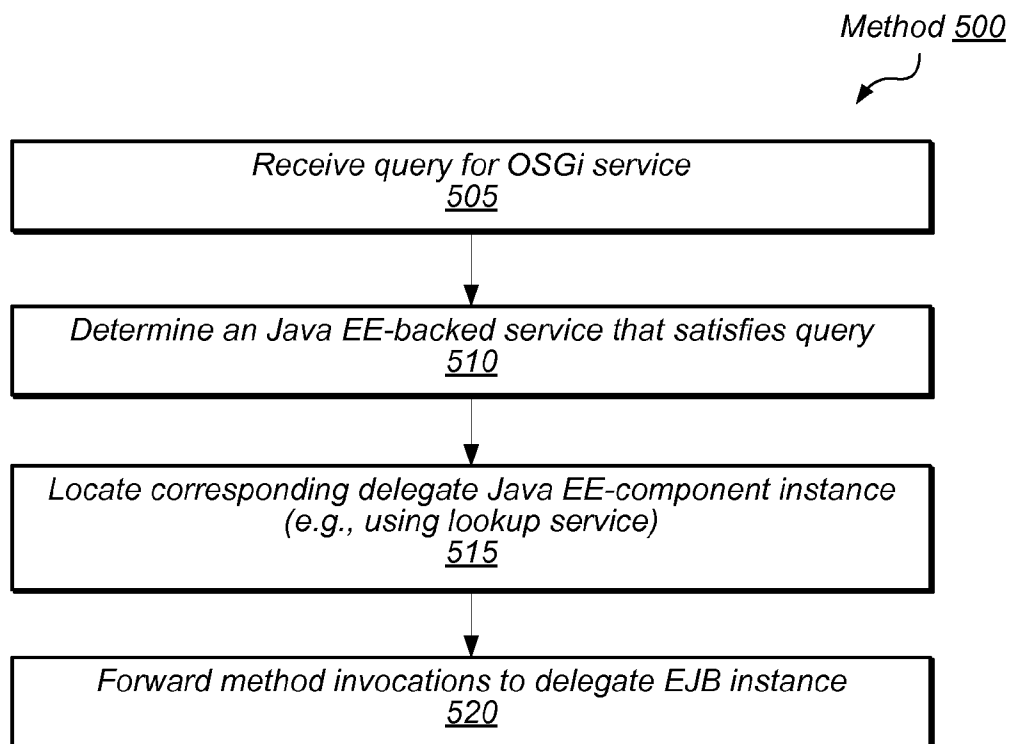 Method 500
Receive query for OSGi service
505
Determine an Java EE-backed service that satisfies query
510
Locate corresponding delegate Java EE-component instance
(e.g., using lookup service)
515
Forward method invocations to delegate EJB instance
520